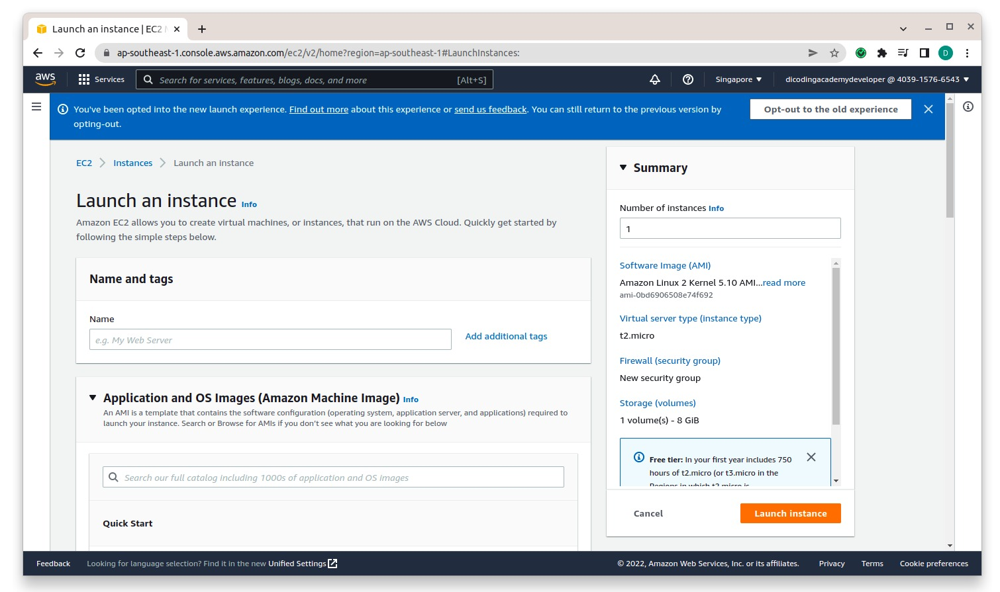 Launch an instance | EC2 M
ap-southeast-1.console.aws.amazon.com/ec2/v2/home?region=ap-southeast-1#LaunchInstances:
D
aws
Services
Search for services, features, blogs, docs, and more
[Alt+S]
Singapore
dicodingacademydeveloper @ 4039-1576-6543
You've been opted into the new launch experience. Find out more about this experience or send us feedback. You can still return to the previous version by
opting-out.
Opt-out to the old experience
EC2
Instances
Launch an instance
Launch an instance Info
Amazon EC2 allows you to create virtual machines, or instances, that run on the AWS Cloud. Quickly get started by
following the simple steps below.
Name and tags
Name
e.g. My Web Server
Add additional tags
Application and OS Images (Amazon Machine Image) Info
An AMI is a template that contains the software configuration (operating system, application server, and applications) required to
launch your instance. Search or Browse for AMIs if you don't see what you are looking for below
Search our full catalog including 1000s of application and OS images
Quick Start
Summary
Number of instances Info
1
Software Image (AMI)
Amazon Linux 2 Kernel 5.10 AMI...read more
ami-0bd6906508e74f692
Virtual server type (instance type)
t2.micro
Firewall (security group)
New security group
Storage (volumes)
1 volume(s) - 8 GiB
Free tier: In your first year includes 750
hours of t2.micro (or t3.micro in the
Regions in which t2.micro is
Cancel
Launch instance
Feedback
Looking for language selection? Find it in the new Unified Settings
© 2022, Amazon Web Services, Inc. or its affiliates.
Privacy
Terms
Cookie preferences